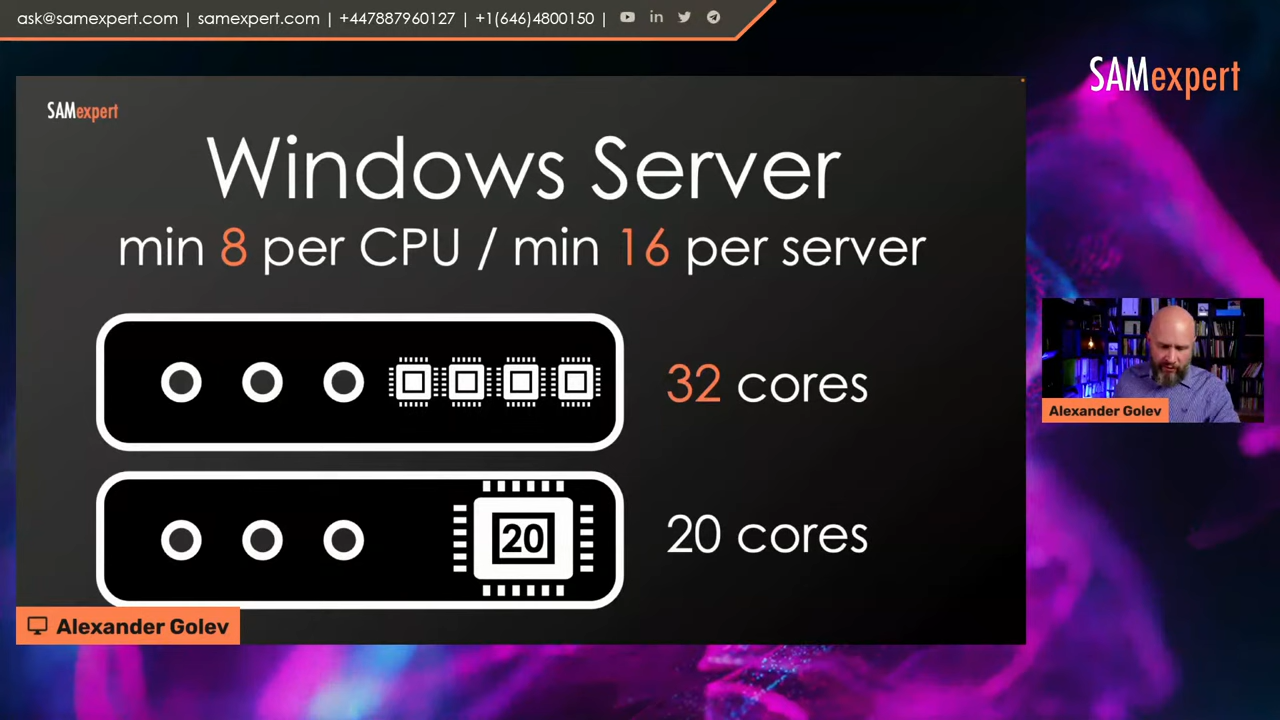 ask@samexpert.com | samexpert.com | +447887960127 | +1(646)4800150 |
SAMexpert
SAMexpert
Windows Server
min 8 per CPU / min 16 per server
32 cores
20
20 cores
Alexander Golev
Alexander Golev